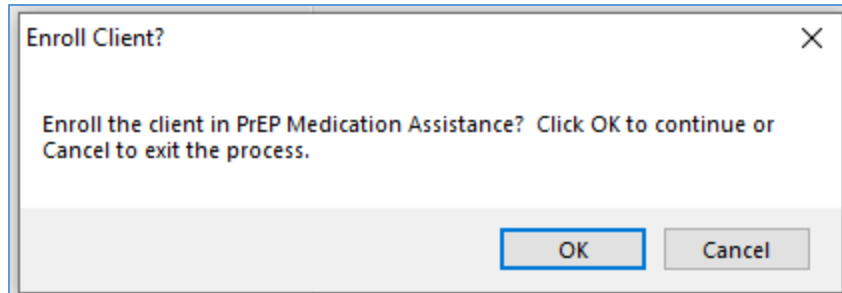 Enroll Client?
Enroll the client in PrEP Medication Assistance?  Click OK to continue or
Cancel to exit the process.
OK
Cancel